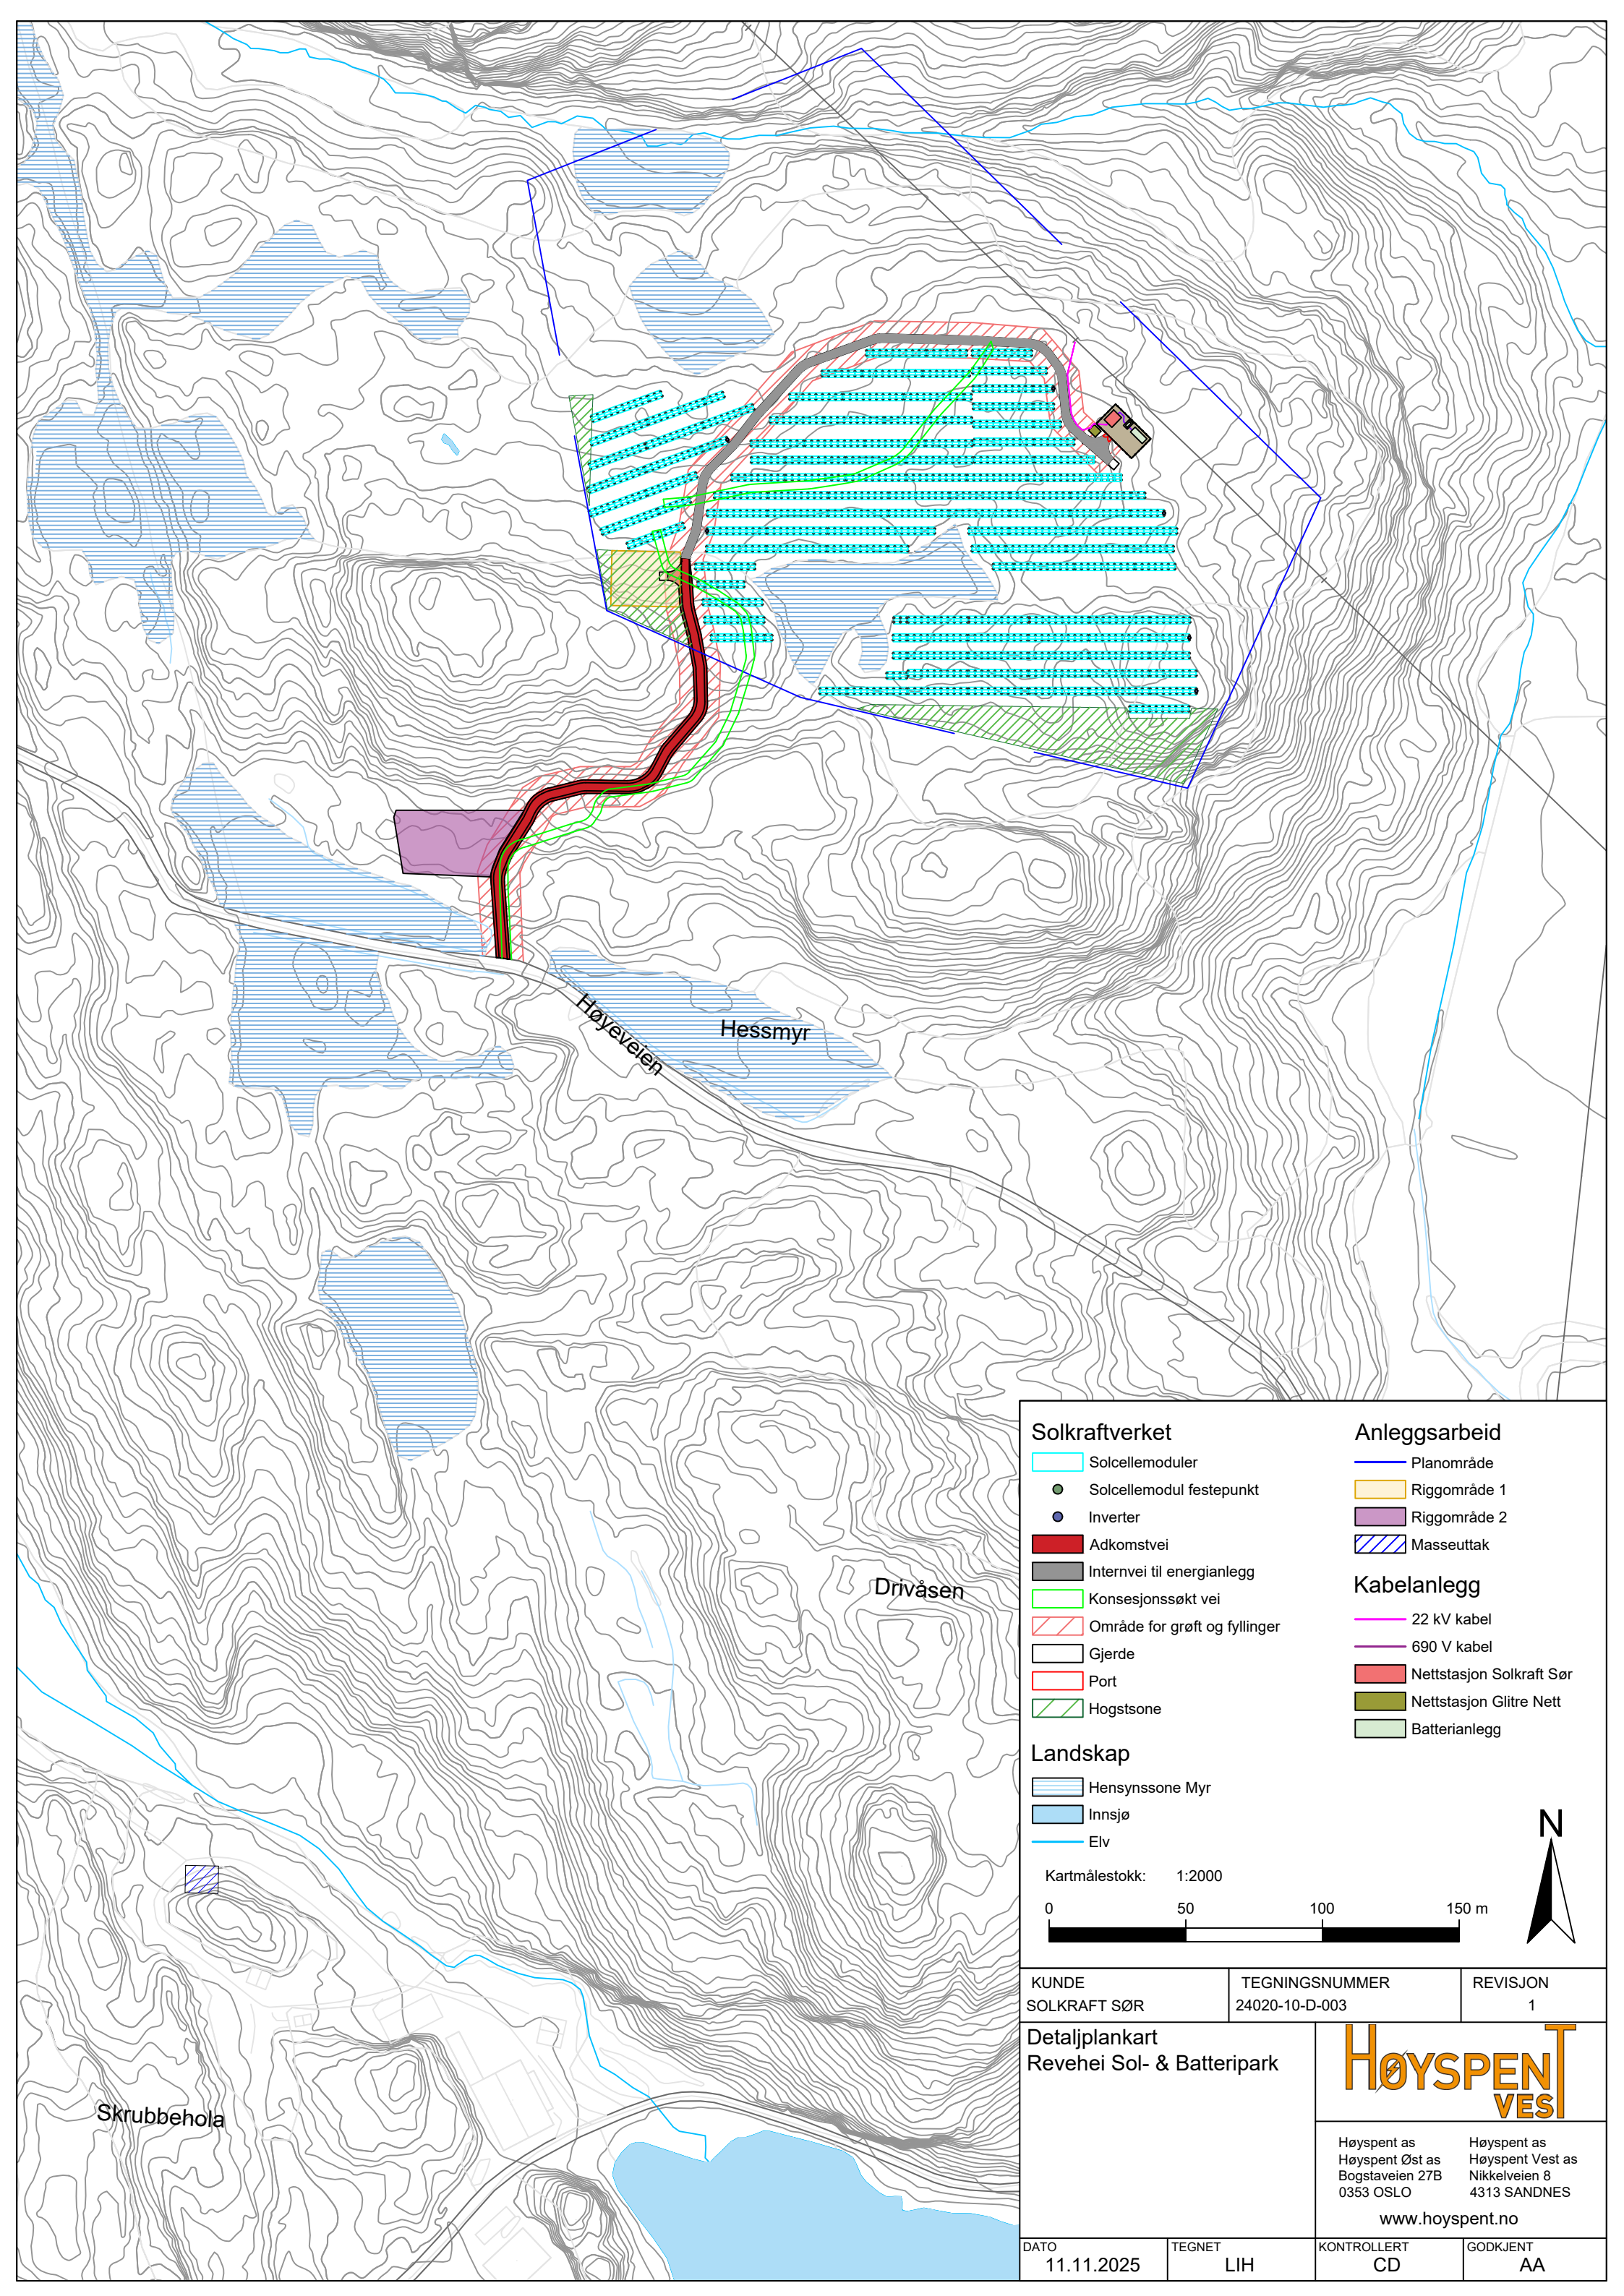 Høyeveien
Hessmyr
Drivåsen
Skrubbehola
Solkraftverket
Solcellemoduler
Solcellemodul festepunkt
Inverter
Adkomstvei
Internvei til energianlegg
Konsesjonssøkt vei
Område for grøft og fyllinger
Gjerde
Port
Hogstsone
Landskap
Hensynssone Myr
Innsjø
Elv
Anleggsarbeid
Planområde
Riggområde 1
Riggområde 2
Masseuttak
Kabelanlegg
22 kV kabel
690 V kabel
Nettstasjon Solkraft Sør
Nettstasjon Glitre Nett
Batterianlegg
N
Kartmålestokk: 1:2000
0 50 100 150 m
KUNDE
SOLKRAFT SØR
TEGNINGSNUMMER
24020-10-D-003
REVISJON
1
Detaljplankart
Revehei Sol- & Batteripark
HØYSPENT
VEST
Høyspent as
Høyspent Øst as
Bogstaveien 27B
0353 OSLO
Høyspent as
Høyspent Vest as
Nikkelveien 8
4313 SANDNES
www.hoyspent.no
DATO
11.11.2025
TEGNET
LIH
KONTROLLERT
CD
GODKJENT
AA